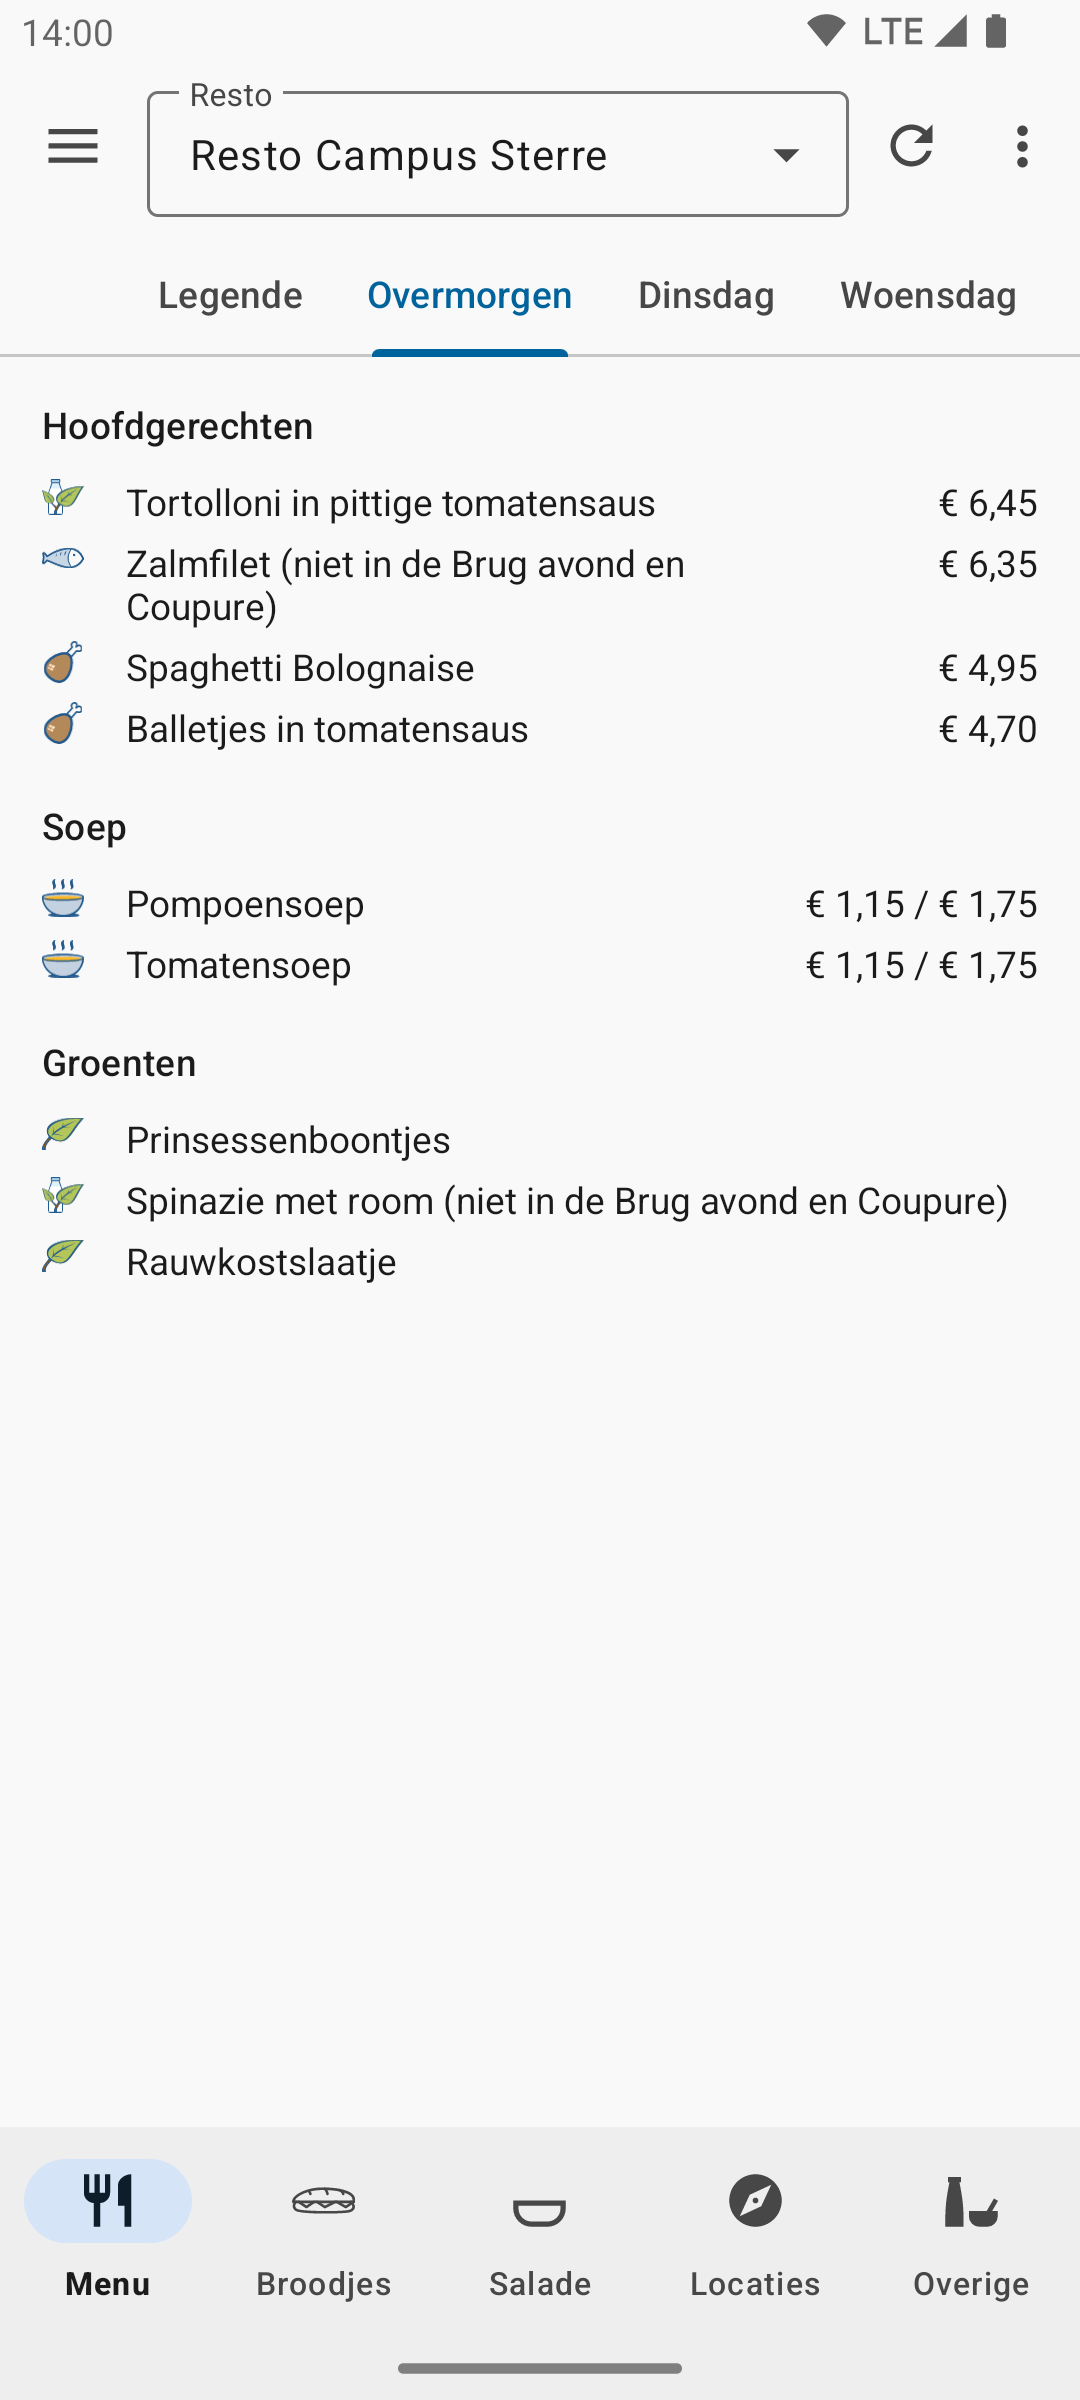 14:00
LTE
Resto
Resto Campus Sterre
Legende
Overmorgen
Dinsdag
Woensdag
Hoofdgerechten
Tortolloni in pittige tomatensaus € 6,45
Zalmfilet (niet in de Brug avond en € 6,35
Coupure)
Spaghetti Bolognaise € 4,95
Balletjes in tomatensaus € 4,70
Soep
Pompoensoep € 1,15 / € 1,75
Tomatensoep € 1,15 / € 1,75
Groenten
Prinsessenboontjes
Spinazie met room (niet in de Brug avond en Coupure)
Rauwkostslaatje
Menu
Broodjes
Salade
Locaties
Overige